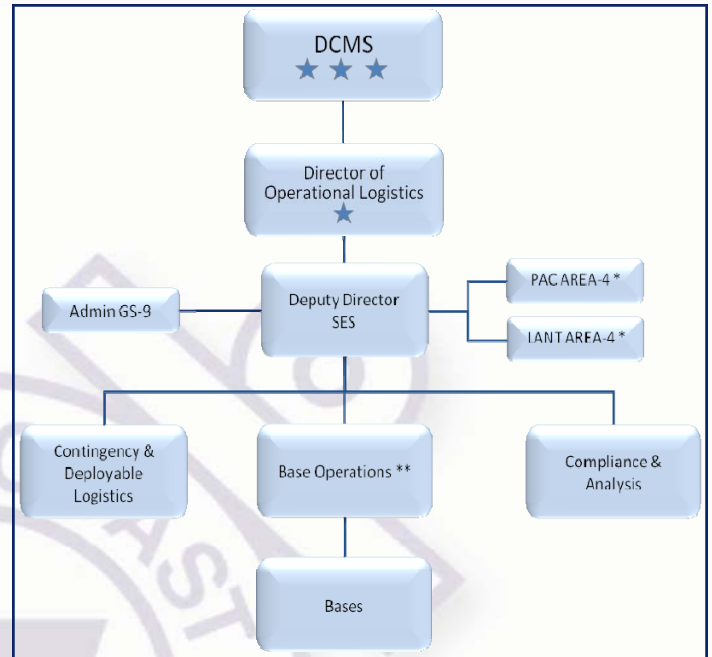 DCMS
Director of
Operational Logistics
PAC AREA-4 *
Admin GS-9
Deputy Director
SES
LANT AREA-4 *
Contingency &
Deployable
Logistics
Base Operations **
Compliance &
Analysis
Bases
AST